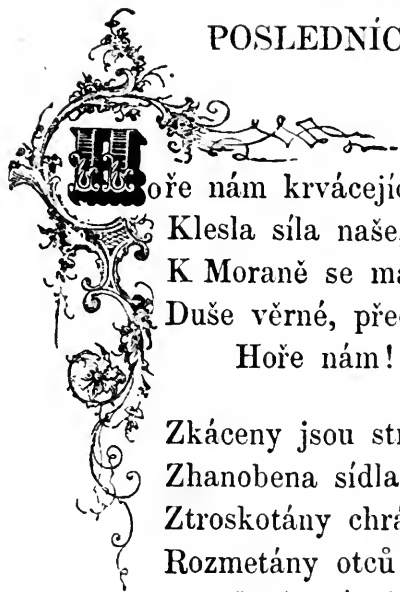 POSLEDNÍC
Hoře nám krvácejíc
Klesla síla naše,
K Moraně se ma
Duše věrné, přec
Hoře nám!
Zkáceny jsou str
Zhanobena sídla
Ztroskotány chrá
Rozmetány otců